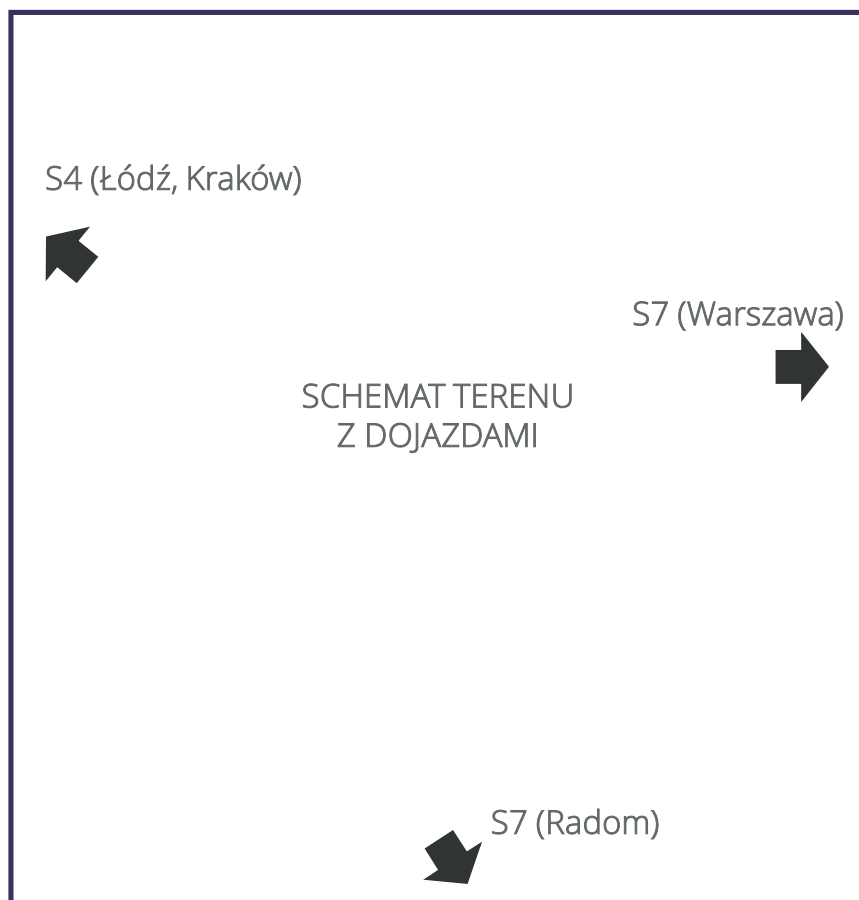 S4 (Łódź, Kraków)
S7 (Warszawa)
SCHEMAT TERENU
Z DOJAZDAMI
S7 (Radom)